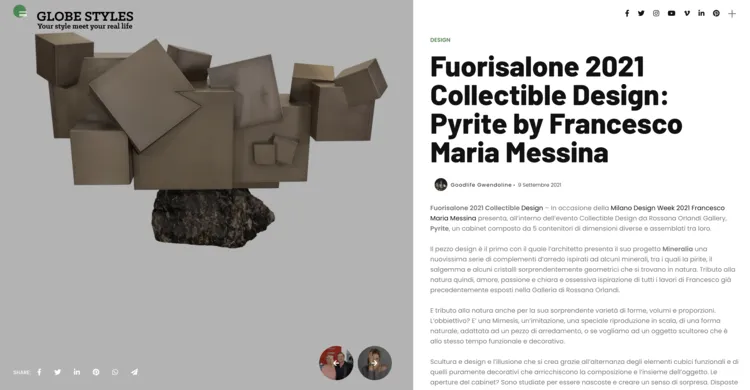 GLOBE STYLES
Your style meet your real life
DESIGN
Fuorisalone 2021
Collectible Design:
Pyrite by Francesco
Maria Messina
Goodlife Gwendoline • 9 Settembre 2021
Fuorisalone 2021 Collectible Design – In occasione della Milano Design Week 2021 Francesco
Maria Messina presenta, all'interno dell'evento Collectible Design da Rossana Orlandi Gallery,
Pyrite, un cabinet composto da 5 contenitori di dimensioni diverse e assemblati tra loro.
Il pezzo design è il primo con il quale l'architetto presenta il suo progetto Mineralia una
nuovissima serie di complementi d'arredo ispirati ad alcuni minerali, tra i quali la pirite, il
salgemma e alcuni cristalli sorprendentemente geometrici che si trovano in natura. Tributo alla
natura quindi, amore, passione e chiara e ossessiva ispirazione di tutti i lavori di Francesco già
precedentemente esposti nella Galleria di Rossana Orlandi.
E tributo alla natura anche per la sua sorprendente varietà di forme, volumi e proporzioni.
L'obbiettivo? E' una Mimesis, un'imitazione, una speciale riproduzione in scala, di una forma
naturale, adattata ad un pezzo di arredamento, o se vogliamo ad un oggetto scultoreo che è
allo stesso tempo funzionale e decorativa.
Scultura e design e l'illusione che si crea grazie all'alternanza degli elementi cubici funzionali e di
quelli puramente decorativi che arricchisscono la composizione e l'insieme dell'oggetto. Le
aperture dei cabinet? Sono studiate per essere nascoste e creare un senso di sorpresa. Disposte
SHARE: